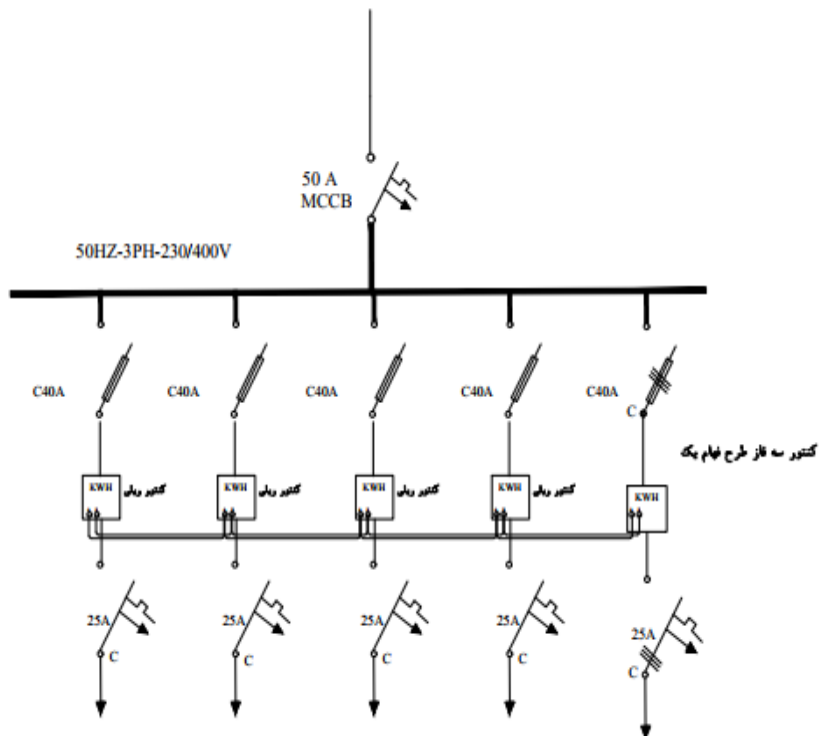 50 A
MCCB
50HZ-3PH-230/400V
C40A
C40A
C40A
C40A
C40A
C
کنتور سه فاز طرح فهام یک
KWH
کنتور ریلی
KWH
کنتور ریلی
KWH
کنتور ریلی
KWH
کنتور ریلی
KWH
25A
25A
25A
25A
25A
C
C
C
C
C